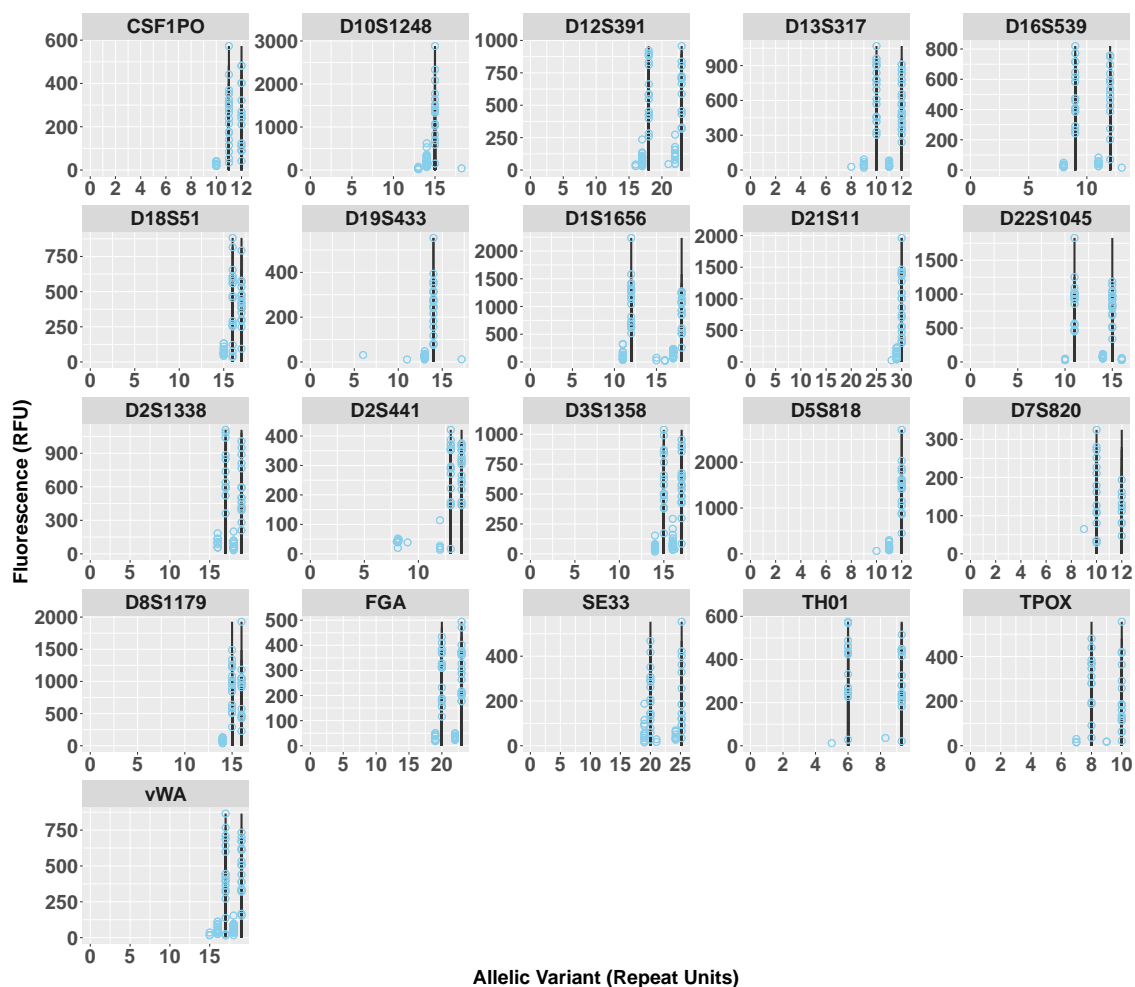 CSF1PO D10S1248 D12S391 D13S317 D16S539
600 400 200 0
0 2 4 6 8 10 12
3000 2000 1000 0
0 5 10 15
1000 750 500 250 0
0 5 10 15 20
900 600 300 0
0 2 4 6 8 10 12
800 600 400 200 0
0 5 10
D18S51 D19S433 D1S1656 D21S11 D22S1045
750 500 250 0
0 5 10 15
400 200 0
0 5 10 15
2000 1500 1000 500 0
0 5 10 15
2000 1500 1000 500 0
0 5 10 15 20 25 30
1500 1000 500 0
0 5 10 15
D2S1338 D2S441 D3S1358 D5S818 D7S820
900 600 300 0
0 5 10 15
400 300 200 100 0
0 5 10
1000 750 500 250 0
0 5 10 15
2000 1000 0
0 2 4 6 8 10 12
300 200 100 0
0 2 4 6 8 10 12
D8S1179 FGA SE33 TH01 TPOX
2000 1500 1000 500 0
0 5 10 15
500 400 300 200 100 0
0 5 10 15 20
400 200 0
0 5 10 15 20 25
600 400 200 0
0 2 4 6 8
400 200 0
0 2 4 6 8 10
vWA
750 500 250 0
0 5 10 15
Fluorescence (RFU)
Allelic Variant (Repeat Units)